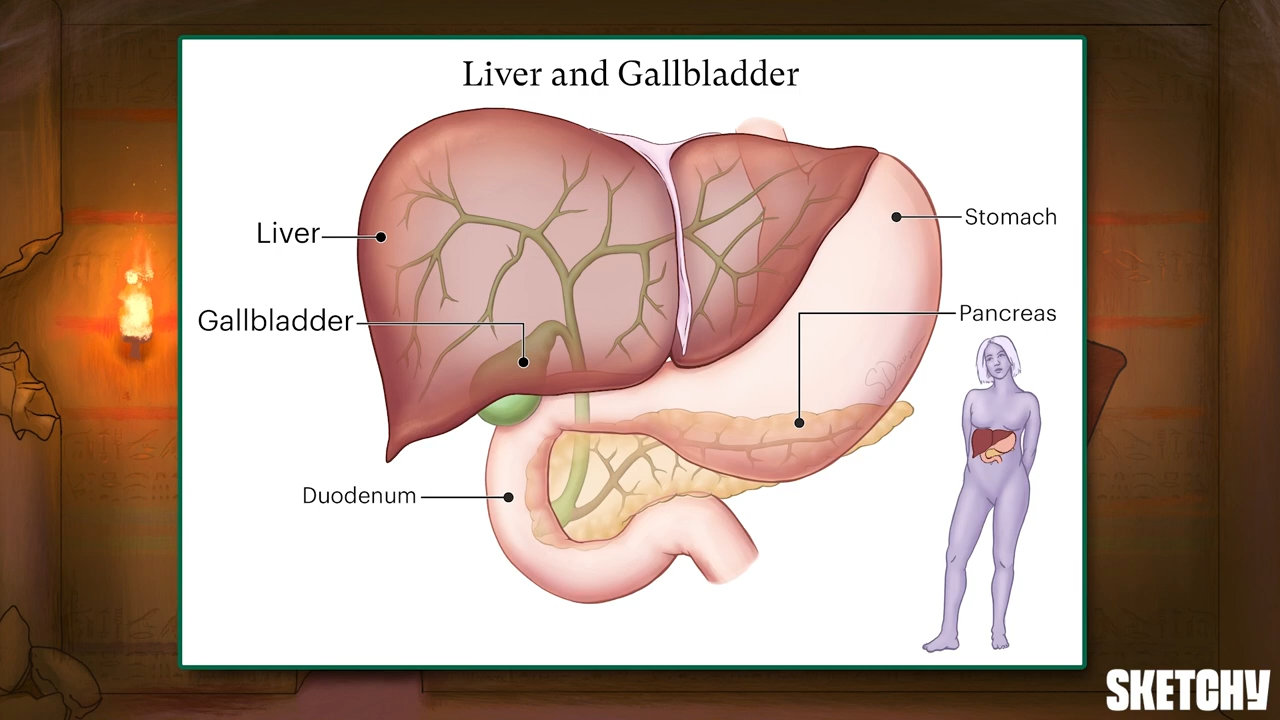 Liver and Gallbladder
Liver
Stomach
Gallbladder
Pancreas
Duodenum
SKETCHY